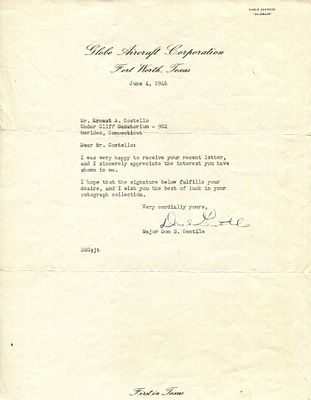 CABLE ADDRESS
"GLOBAIR"
Globe Aircraft Corporation
Fort Worth, Texas
June 4, 1946
Mr. Ernest A. Costello
Under Cliff Sanatorium - 902
Meriden, Connecticut
Dear Mr. Costello:
I was very happy to receive your recent letter,
and I sincerely appreciate the interest you have
shown in me.
I hope that the signature below fulfills your
desire, and I wish you the best of luck in your
autograph collection.
Very cordially yours,
Don S Gentile
Major Don S. Gentile
DSG:jt
First in Texas